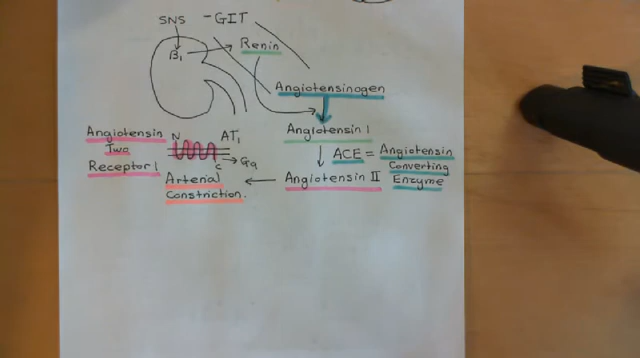 SNS
-GIT
β1
Renin
Angiotensinogen
Angiotensin 1
ACE = Angiotensin
Converting
Enzyme
Angiotensin II
Arterial
Constriction.
Angiotensin
Two
Receptor 1
N
AT1
C
Gq